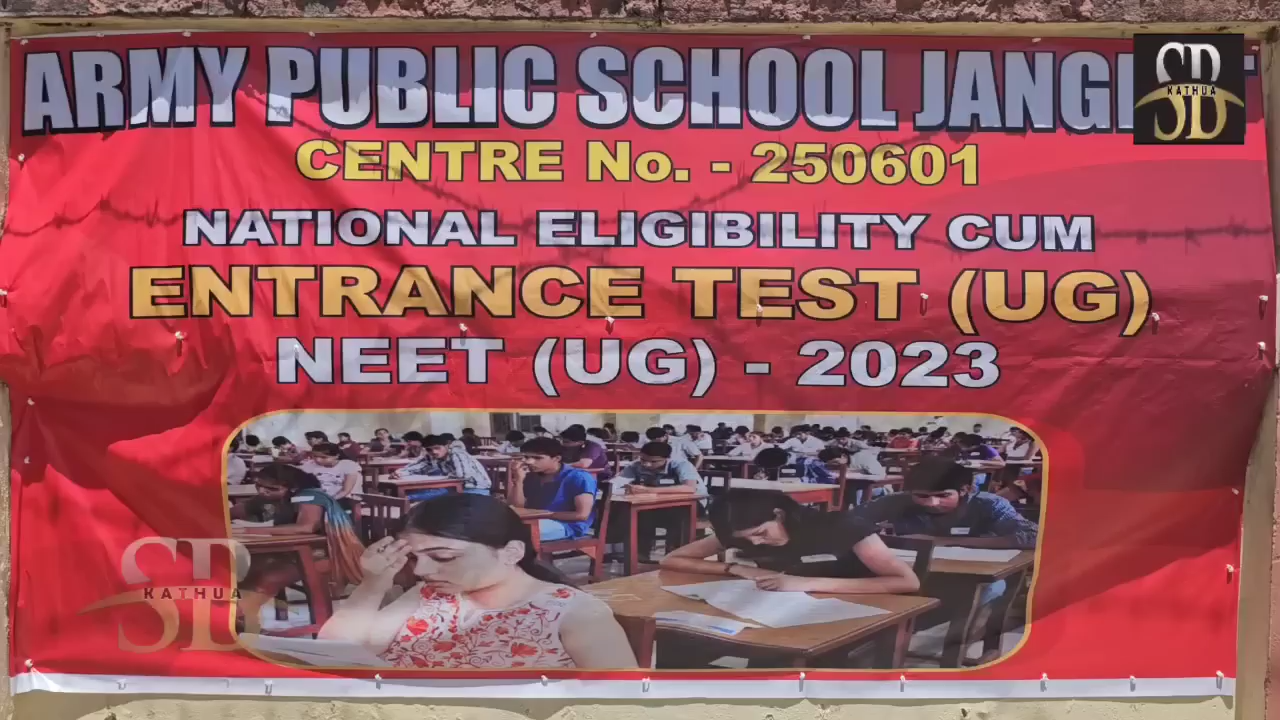 ARMY PUBLIC SCHOOL
CENTRE No. - 250601
NATIONAL ELIGIBILITY CUM
ENTRANCE TEST (UG)
NEET (UG) - 2023
SD
KATHUA
SD
KATHUA